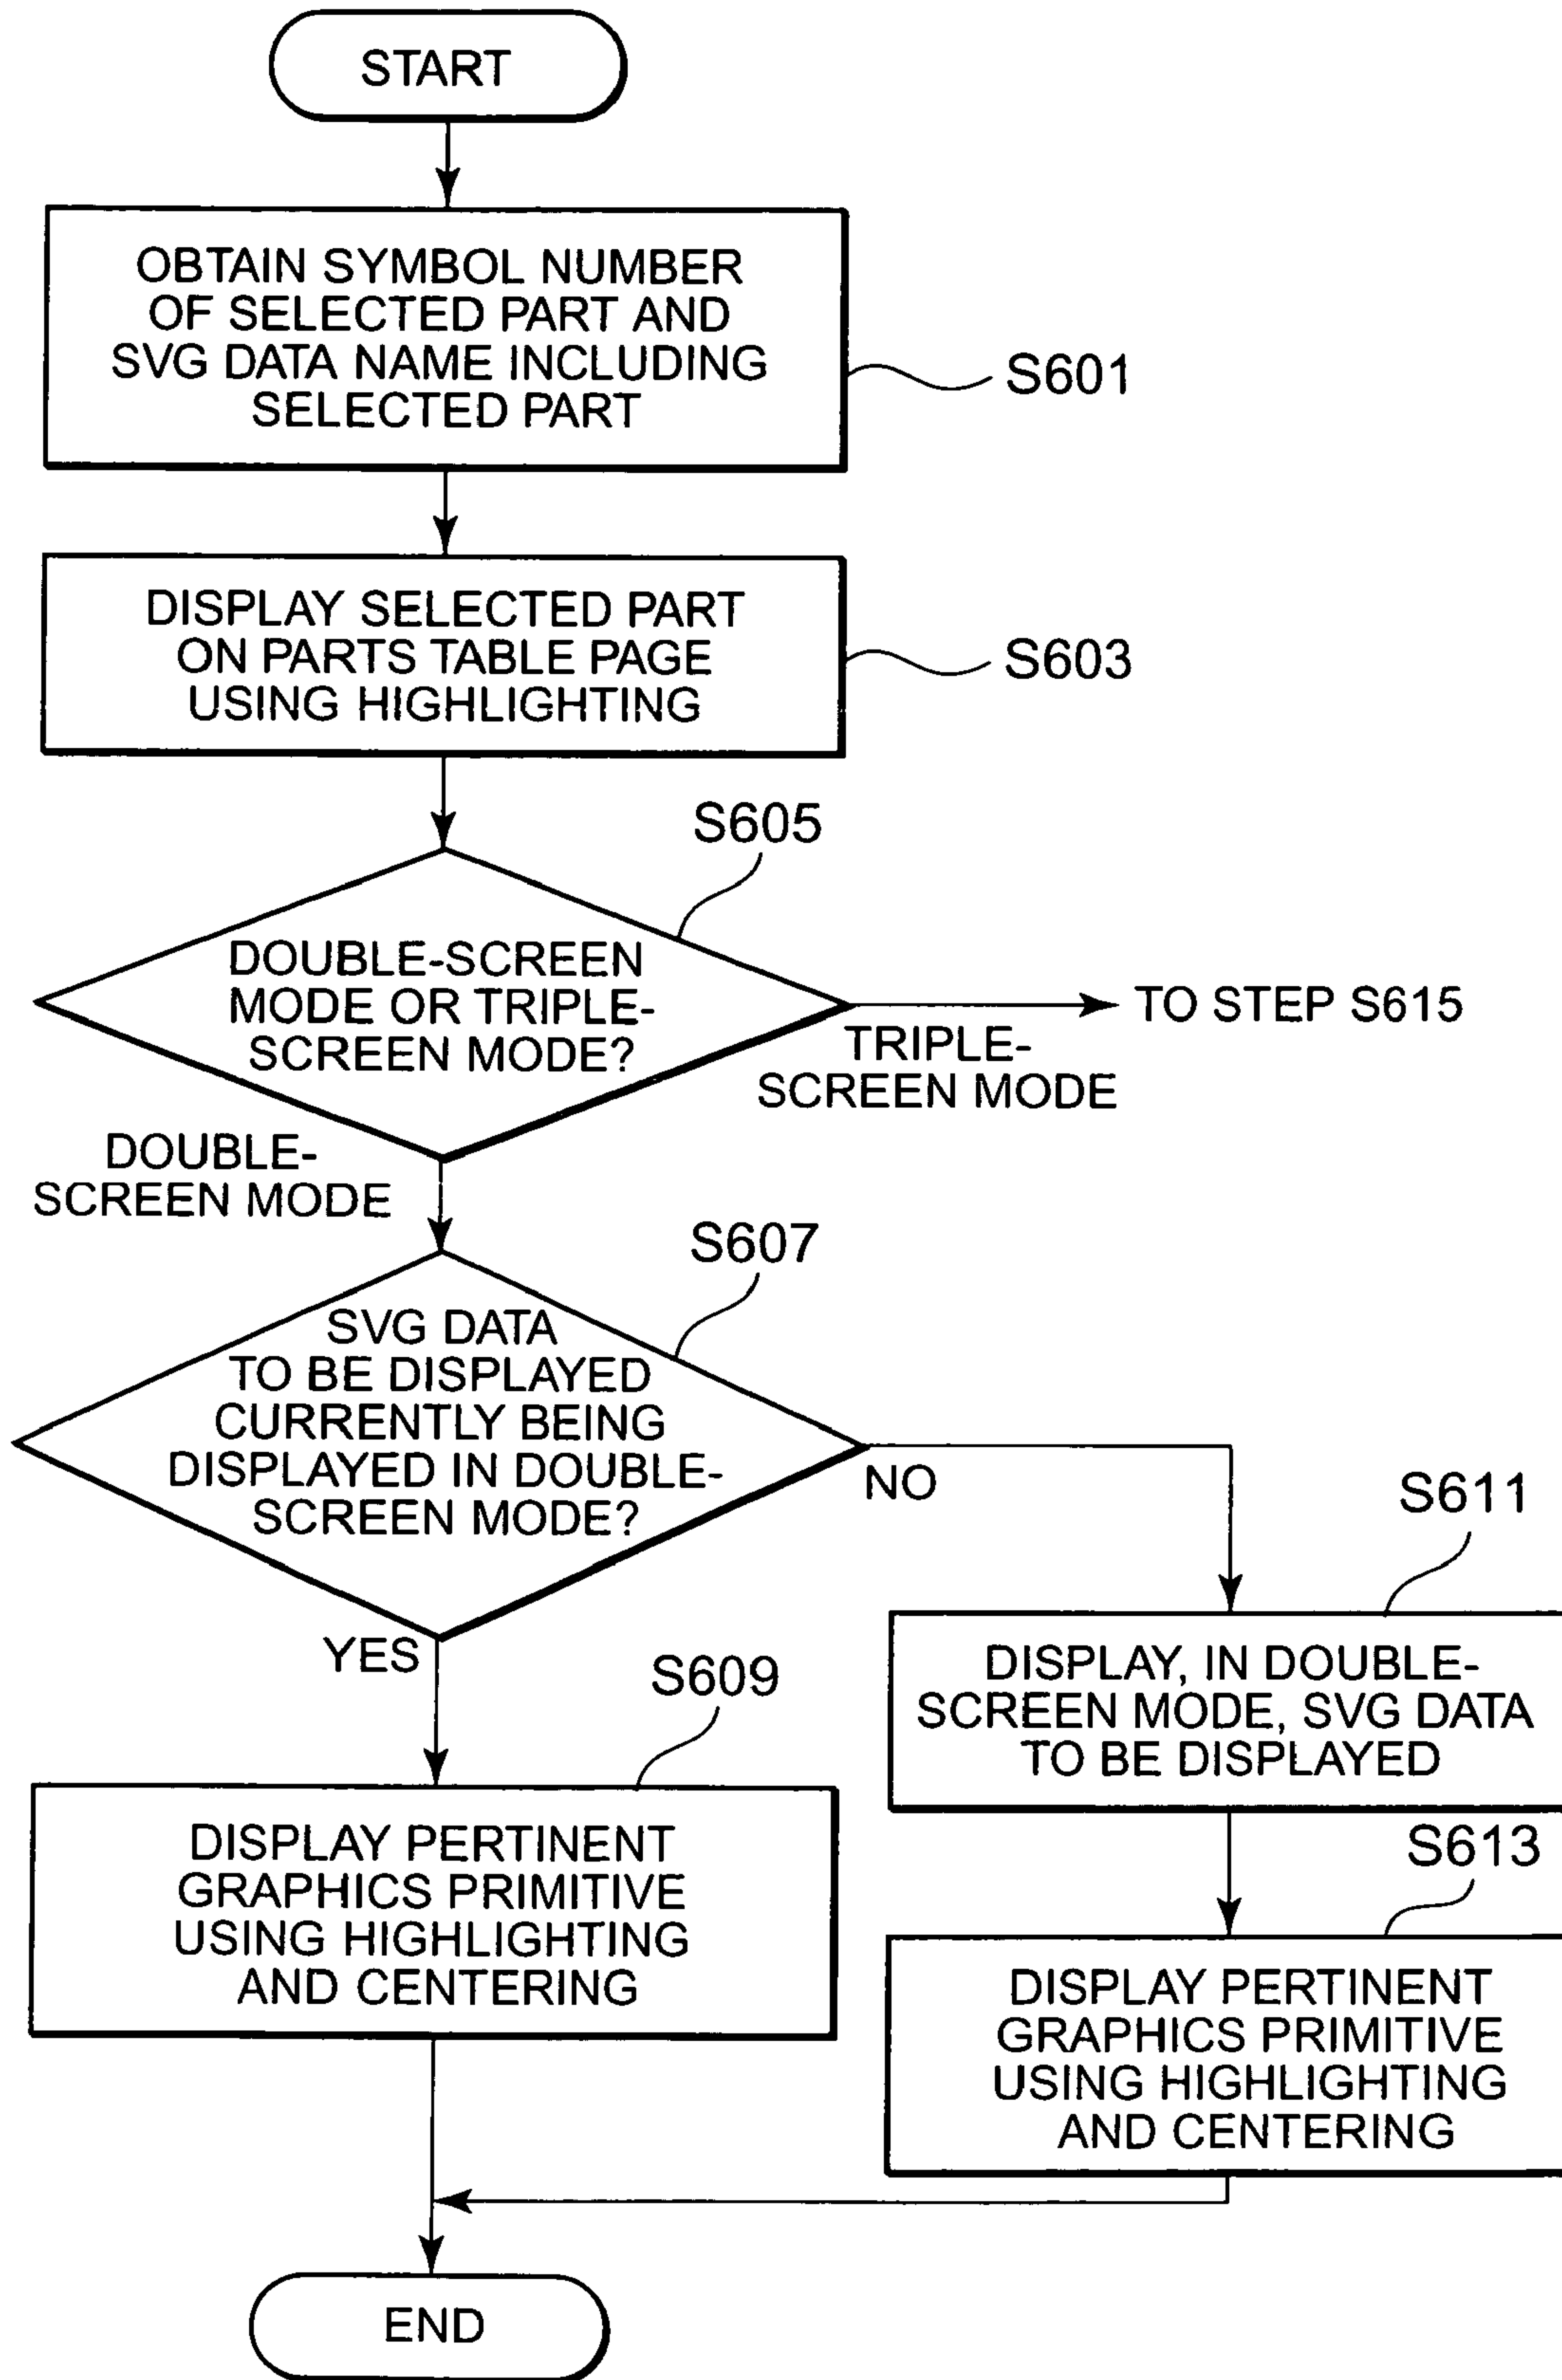 START
OBTAIN SYMBOL NUMBER
OF SELECTED PART AND
SVG DATA NAME INCLUDING
SELECTED PART
S601
DISPLAY SELECTED PART
ON PARTS TABLE PAGE
USING HIGHLIGHTING
S603
S605
DOUBLE-SCREEN
MODE OR TRIPLE-
SCREEN MODE?
TO STEP S615
TRIPLE-
SCREEN MODE
DOUBLE-
SCREEN MODE
S607
SVG DATA
TO BE DISPLAYED
CURRENTLY BEING
DISPLAYED IN DOUBLE-
SCREEN MODE?
NO
YES
S611
DISPLAY, IN DOUBLE-
SCREEN MODE, SVG DATA
TO BE DISPLAYED
S609
DISPLAY PERTINENT
GRAPHICS PRIMITIVE
USING HIGHLIGHTING
AND CENTERING
S613
DISPLAY PERTINENT
GRAPHICS PRIMITIVE
USING HIGHLIGHTING
AND CENTERING
END